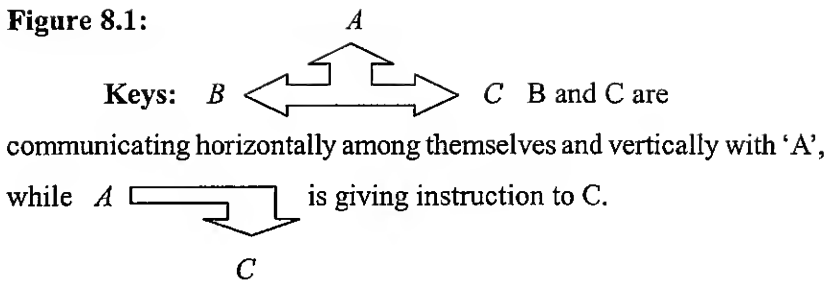 Figure 8.1: A
Keys: B C B and C are
communicating horizontally among themselves and vertically with ‘A’,
while A is giving instruction to C.
C